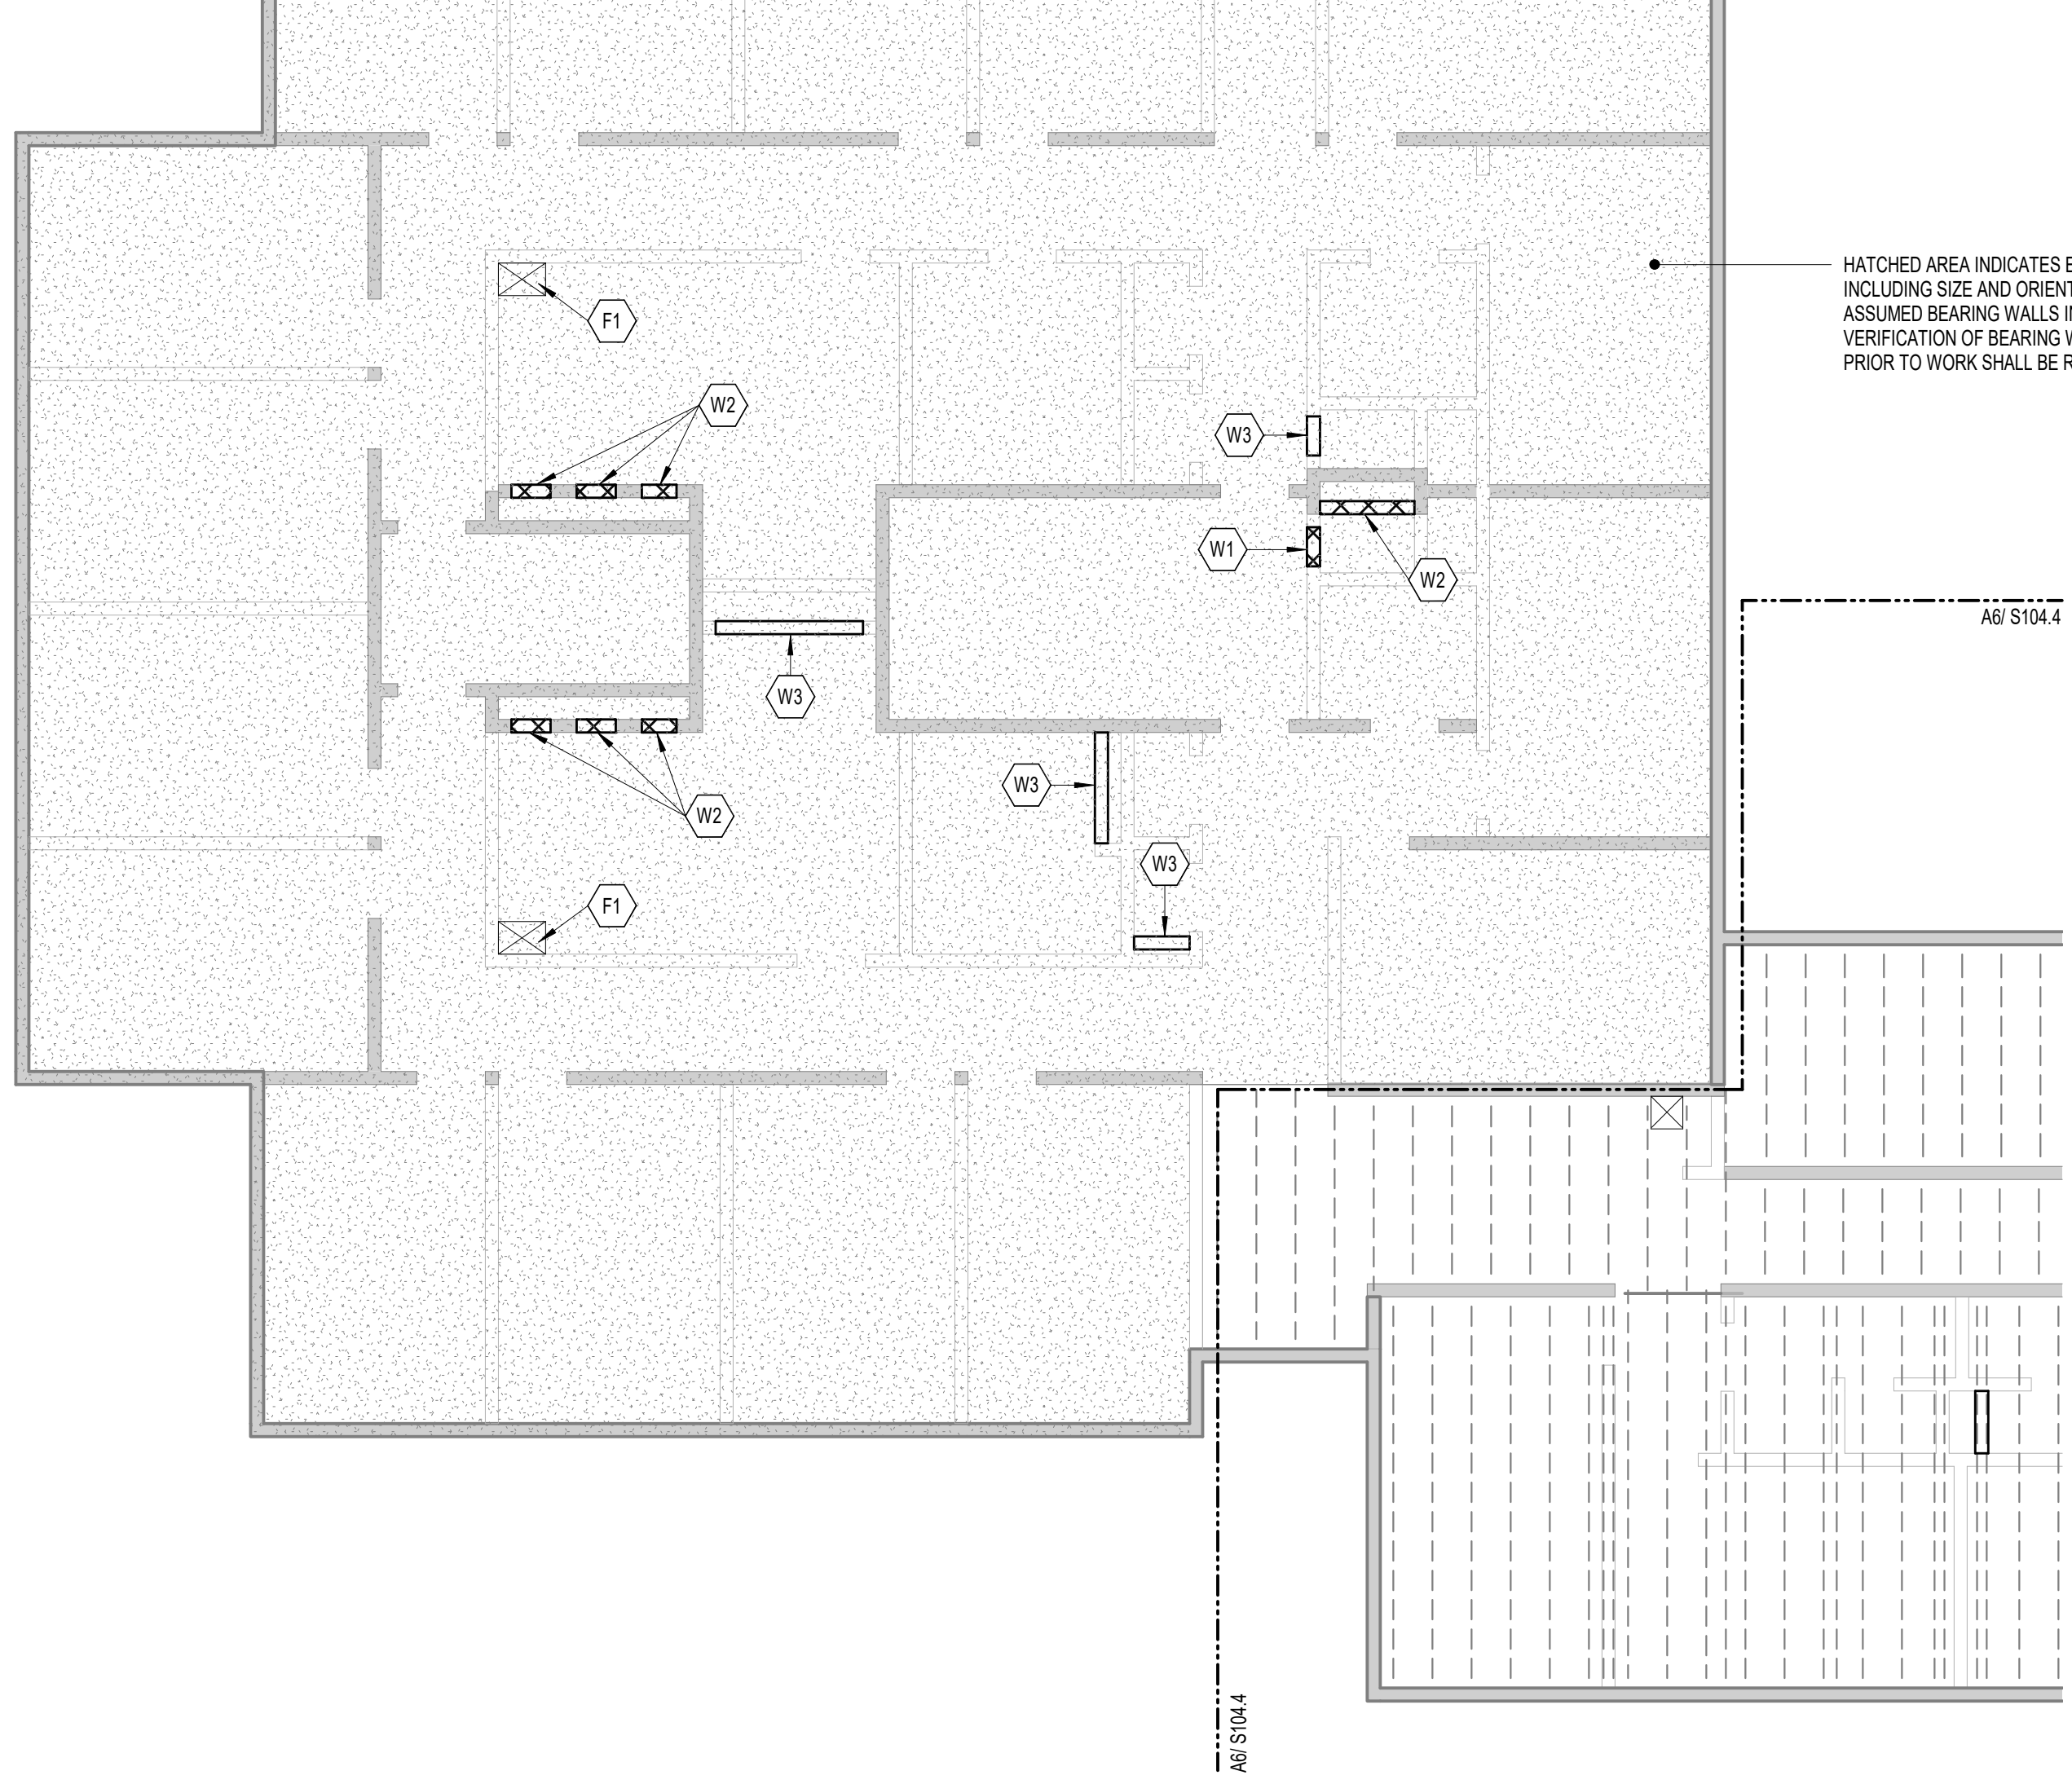 HATCHED AREA INDICATES
INCLUDING SIZE AND
ASSUMED BEARING WALLS
VERIFICATION OF BEARING
PRIOR TO WORK SHALL BE
F1
W2
W3
W1
W2
A6/ S104.4
W3
W3
W2
W3
F1
A6/ S104.4